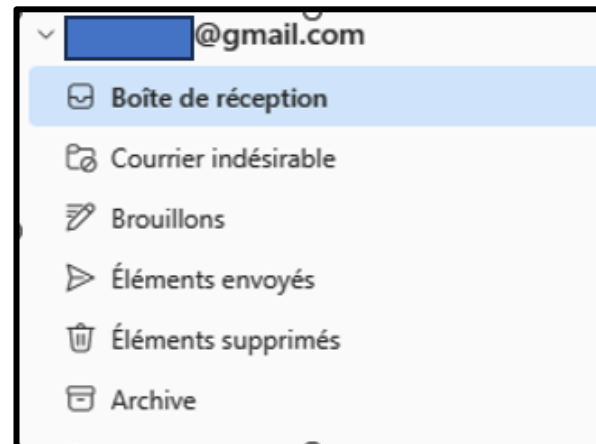 @gmail.com
Boîte de réception
Courrier indésirable
Brouillons
Éléments envoyés
Éléments supprimés
Archive